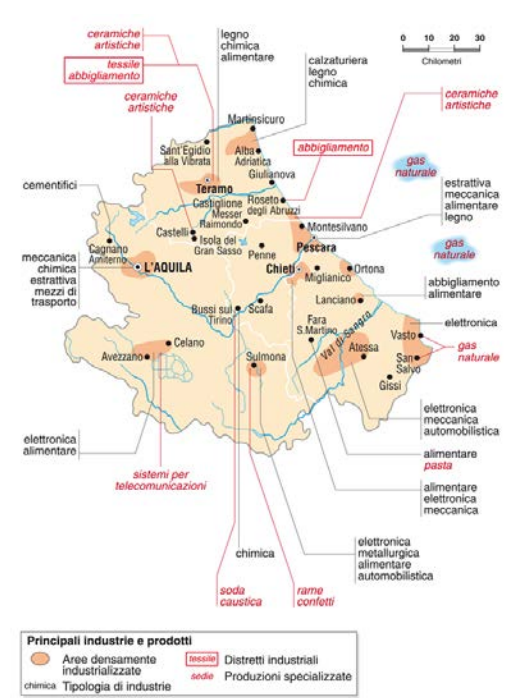 ceramiche
artistiche
tessile
abbigliamento
ceramiche
artistiche
legno
chimica
alimentare
calzaturiera
legno
chimica
0 10 20 30
Chilometri
ceramiche
artistiche
Martinsicuro
Sant'Egidio
alla Vibrata
Alba
Adriatica
abbigliamento
gas
naturale
Giulianova
Teramo
cementifici
Castiglione
Messer
Raimondo
Roseto
degli Abruzzi
estrattiva
meccanica
alimentare
legno
Castelli
Isola del
Gran Sasso
Montesilvano
Pescara
gas
naturale
Cagnano
Amiterno
Penne
meccanica
chimica
estrattiva
mezzi di
trasporto
L'AQUILA
Chieti
Miglianico
Ortona
abbigliamento
alimentare
Lanciano
Bussi sul
Tirino
Scafa
Fara
S.Martino
Val di Sangro
elettronica
Vasto
gas
naturale
Celano
Avezzano
Sulmona
Atessa
San
Salvo
Gissi
elettronica
meccanica
automobilistica
elettronica
alimentare
sistemi per
telecomunicazioni
alimentare
pasta
alimentare
elettronica
meccanica
chimica
elettronica
metallurgica
alimentare
automobilistica
soda
caustica
rame
confetti
Principali industrie e prodotti
Aree densamente
industrializzate
tessile Distretti industriali
sedie Produzioni specializzate
chimica Tipologia di industrie